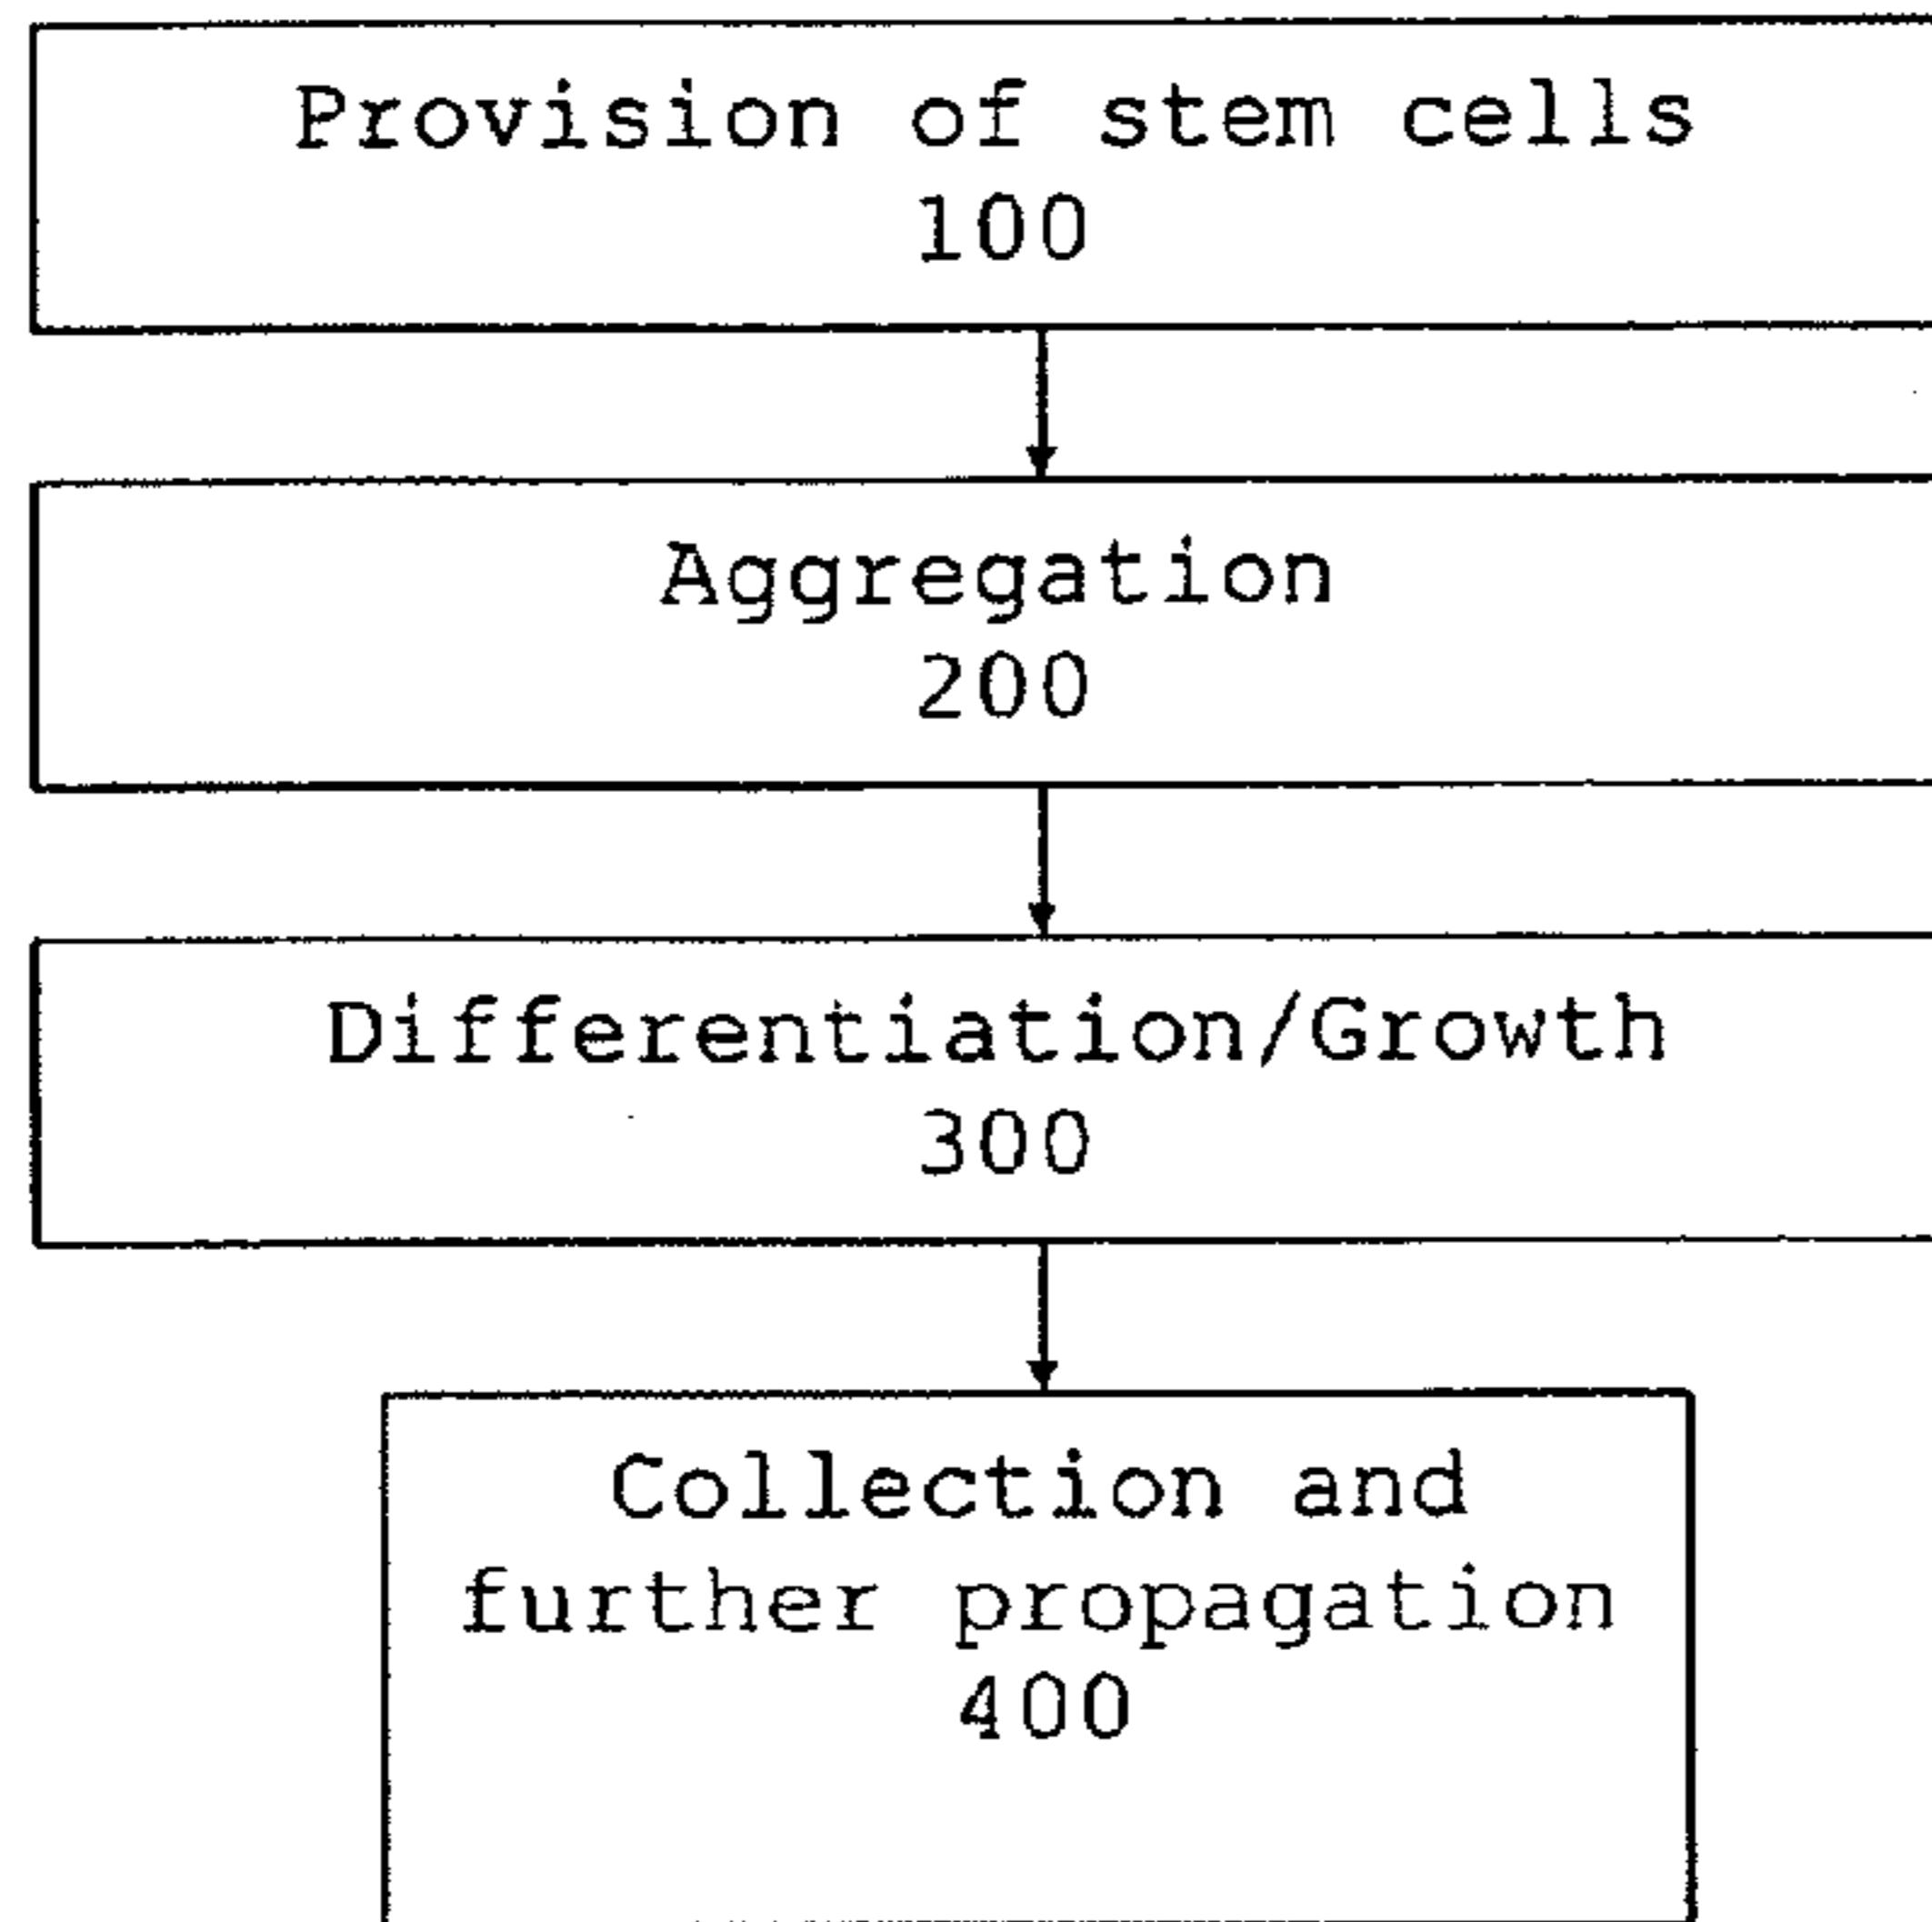 Provision of stem cells
100
Aggregation
200
Differentiation/Growth
300
Collection and
further propagation
400